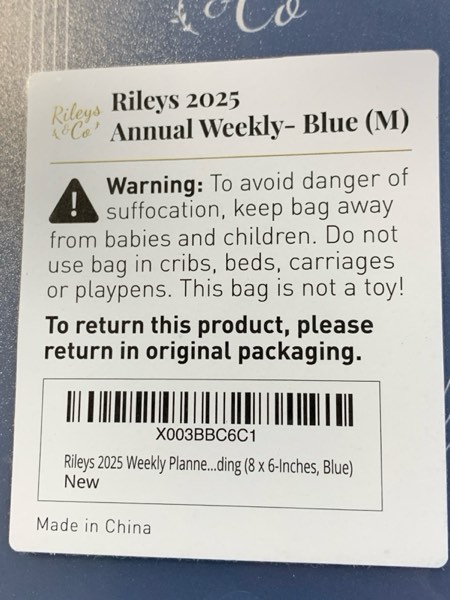 & Co
Rileys
& Co'
Rileys 2025
Annual Weekly- Blue (M)
Warning: To avoid danger of
suffocation, keep bag away
from babies and children. Do not
use bag in cribs, beds, carriages
or playpens. This bag is not a toy!
To return this product, please
return in original packaging.
X003BBC6C1
Rileys 2025 Weekly Planne...ding (8 x 6-Inches, Blue)
New
Made in China